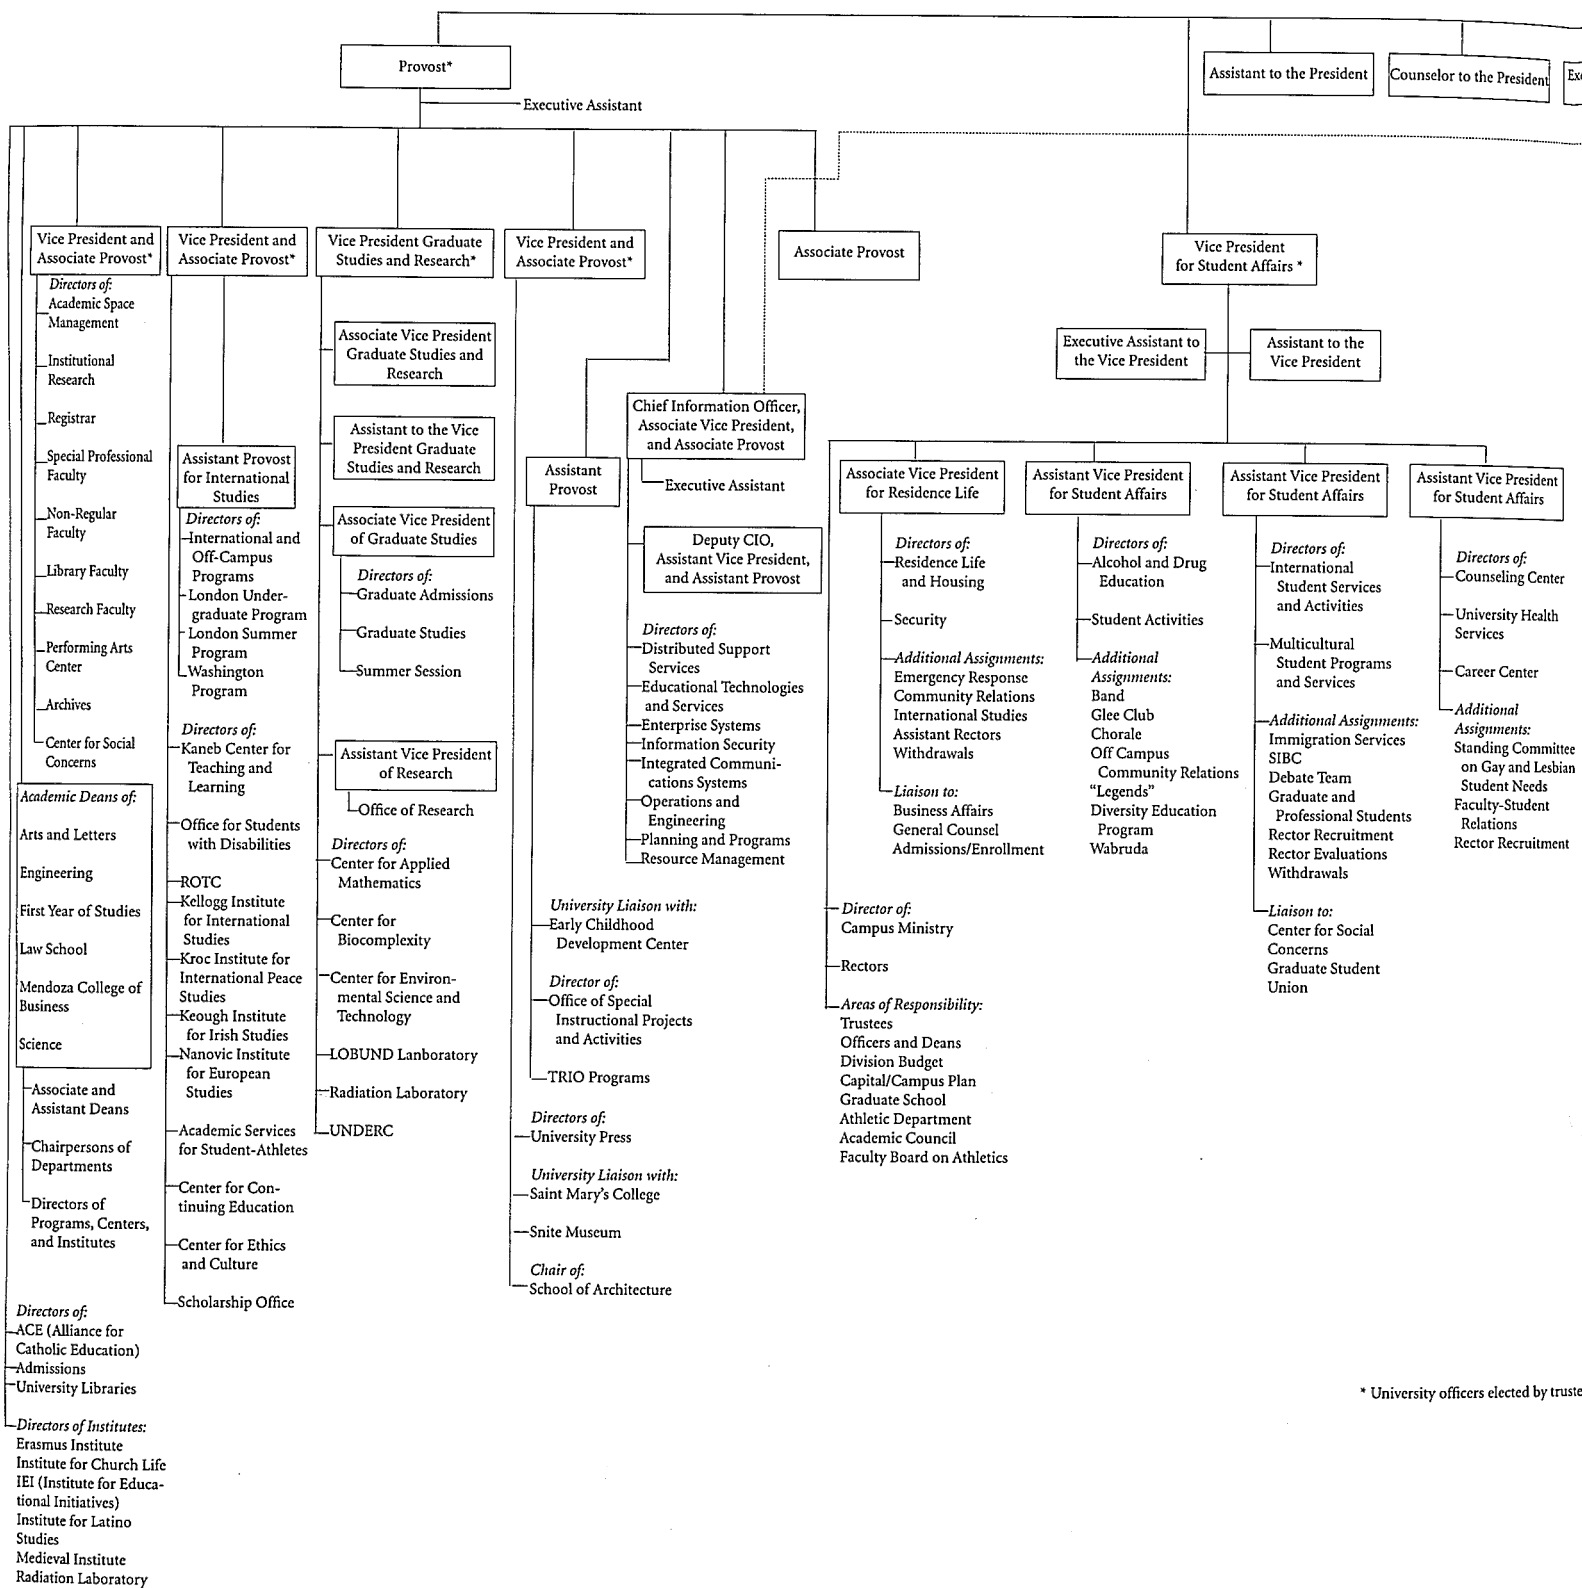 Provost*
Executive Assistant
Assistant to the President
Counselor to the President
Vice President and
Associate Provost*
Directors of:
Academic Space
Management
Institutional
Research
Registrar
Special Professional
Faculty
Non-Regular
Faculty
Library Faculty
Research Faculty
Performing Arts
Center
Archives
Center for Social
Concerns
Academic Deans of:
Arts and Letters
Engineering
First Year of Studies
Law School
Mendoza College of
Business
Science
Associate and
Assistant Deans
Chairpersons of
Departments
Directors of
Programs, Centers,
and Institutes
Directors of:
ACE (Alliance for
Catholic Education)
Admissions
University Libraries
Directors of Institutes:
Erasmus Institute
Institute for Church Life
IEI (Institute for Educa-
tional Initiatives)
Institute for Latino
Studies
Medieval Institute
Radiation Laboratory
Vice President and
Associate Provost*
Assistant Provost
for International
Studies
Directors of:
International and
Off-Campus
Programs
London Under-
graduate Program
London Summer
Program
Washington
Program
Directors of:
Kaneb Center for
Teaching and
Learning
Office for Students
with Disabilities
ROTC
Kellogg Institute
for International
Studies
Kroc Institute for
International Peace
Studies
Keough Institute
for Irish Studies
Nanovic Institute
for European
Studies
Academic Services
for Student-Athletes
Center for Con-
tinuing Education
Center for Ethics
and Culture
Scholarship Office
Vice President Graduate
Studies and Research*
Associate Vice President
Graduate Studies and
Research
Assistant to the Vice
President Graduate
Studies and Research
Associate Vice President
of Graduate Studies
Directors of:
Graduate Admissions
Graduate Studies
Summer Session
Assistant Vice President
of Research
Office of Research
Directors of:
Center for Applied
Mathematics
Center for
Biocomplexity
Center for Environ-
mental Science and
Technology
LOBUND Lanboratory
Radiation Laboratory
UNDERC
Vice President and
Associate Provost*
Assistant
Provost
University Liaison with:
Early Childhood
Development Center
Director of:
Office of Special
Instructional Projects
and Activities
TRIO Programs
Directors of:
University Press
University Liaison with:
Saint Mary's College
Snite Museum
Chair of:
School of Architecture
Chief Information Officer,
Associate Vice President,
and Associate Provost
Executive Assistant
Deputy CIO,
Assistant Vice President,
and Assistant Provost
Directors of:
Distributed Support
Services
Educational Technologies
and Services
Enterprise Systems
Information Security
Integrated Communi-
cations Systems
Operations and
Engineering
Planning and Programs
Resource Management
Associate Provost
Vice President
for Student Affairs *
Executive Assistant to
the Vice President
Assistant to the
Vice President
Associate Vice President
for Residence Life
Directors of:
Residence Life
and Housing
Security
Additional Assignments:
Emergency Response
Community Relations
International Studies
Assistant Rectors
Withdrawals
Liaison to:
Business Affairs
General Counsel
Admissions/Enrollment
Director of:
Campus Ministry
Rectors
Areas of Responsibility:
Trustees
Officers and Deans
Division Budget
Capital/Campus Plan
Graduate School
Athletic Department
Academic Council
Faculty Board on Athletics
Assistant Vice President
for Student Affairs
Directors of:
Alcohol and Drug
Education
Student Activities
Additional
Assignments:
Band
Glee Club
Chorale
Off Campus
Community Relations
"Legends"
Diversity Education
Program
Wabruda
Assistant Vice President
for Student Affairs
Directors of:
International
Student Services
and Activities
Multicultural
Student Programs
and Services
Additional Assignments:
Immigration Services
SIBC
Debate Team
Graduate and
Professional Students
Rector Recruitment
Rector Evaluations
Withdrawals
Liaison to:
Center for Social
Concerns
Graduate Student
Union
Assistant Vice President
for Student Affairs
Directors of:
Counseling Center
University Health
Services
Career Center
Additional
Assignments:
Standing Committee
on Gay and Lesbian
Student Needs
Faculty-Student
Relations
Rector Recruitment
* University officers elected by truste